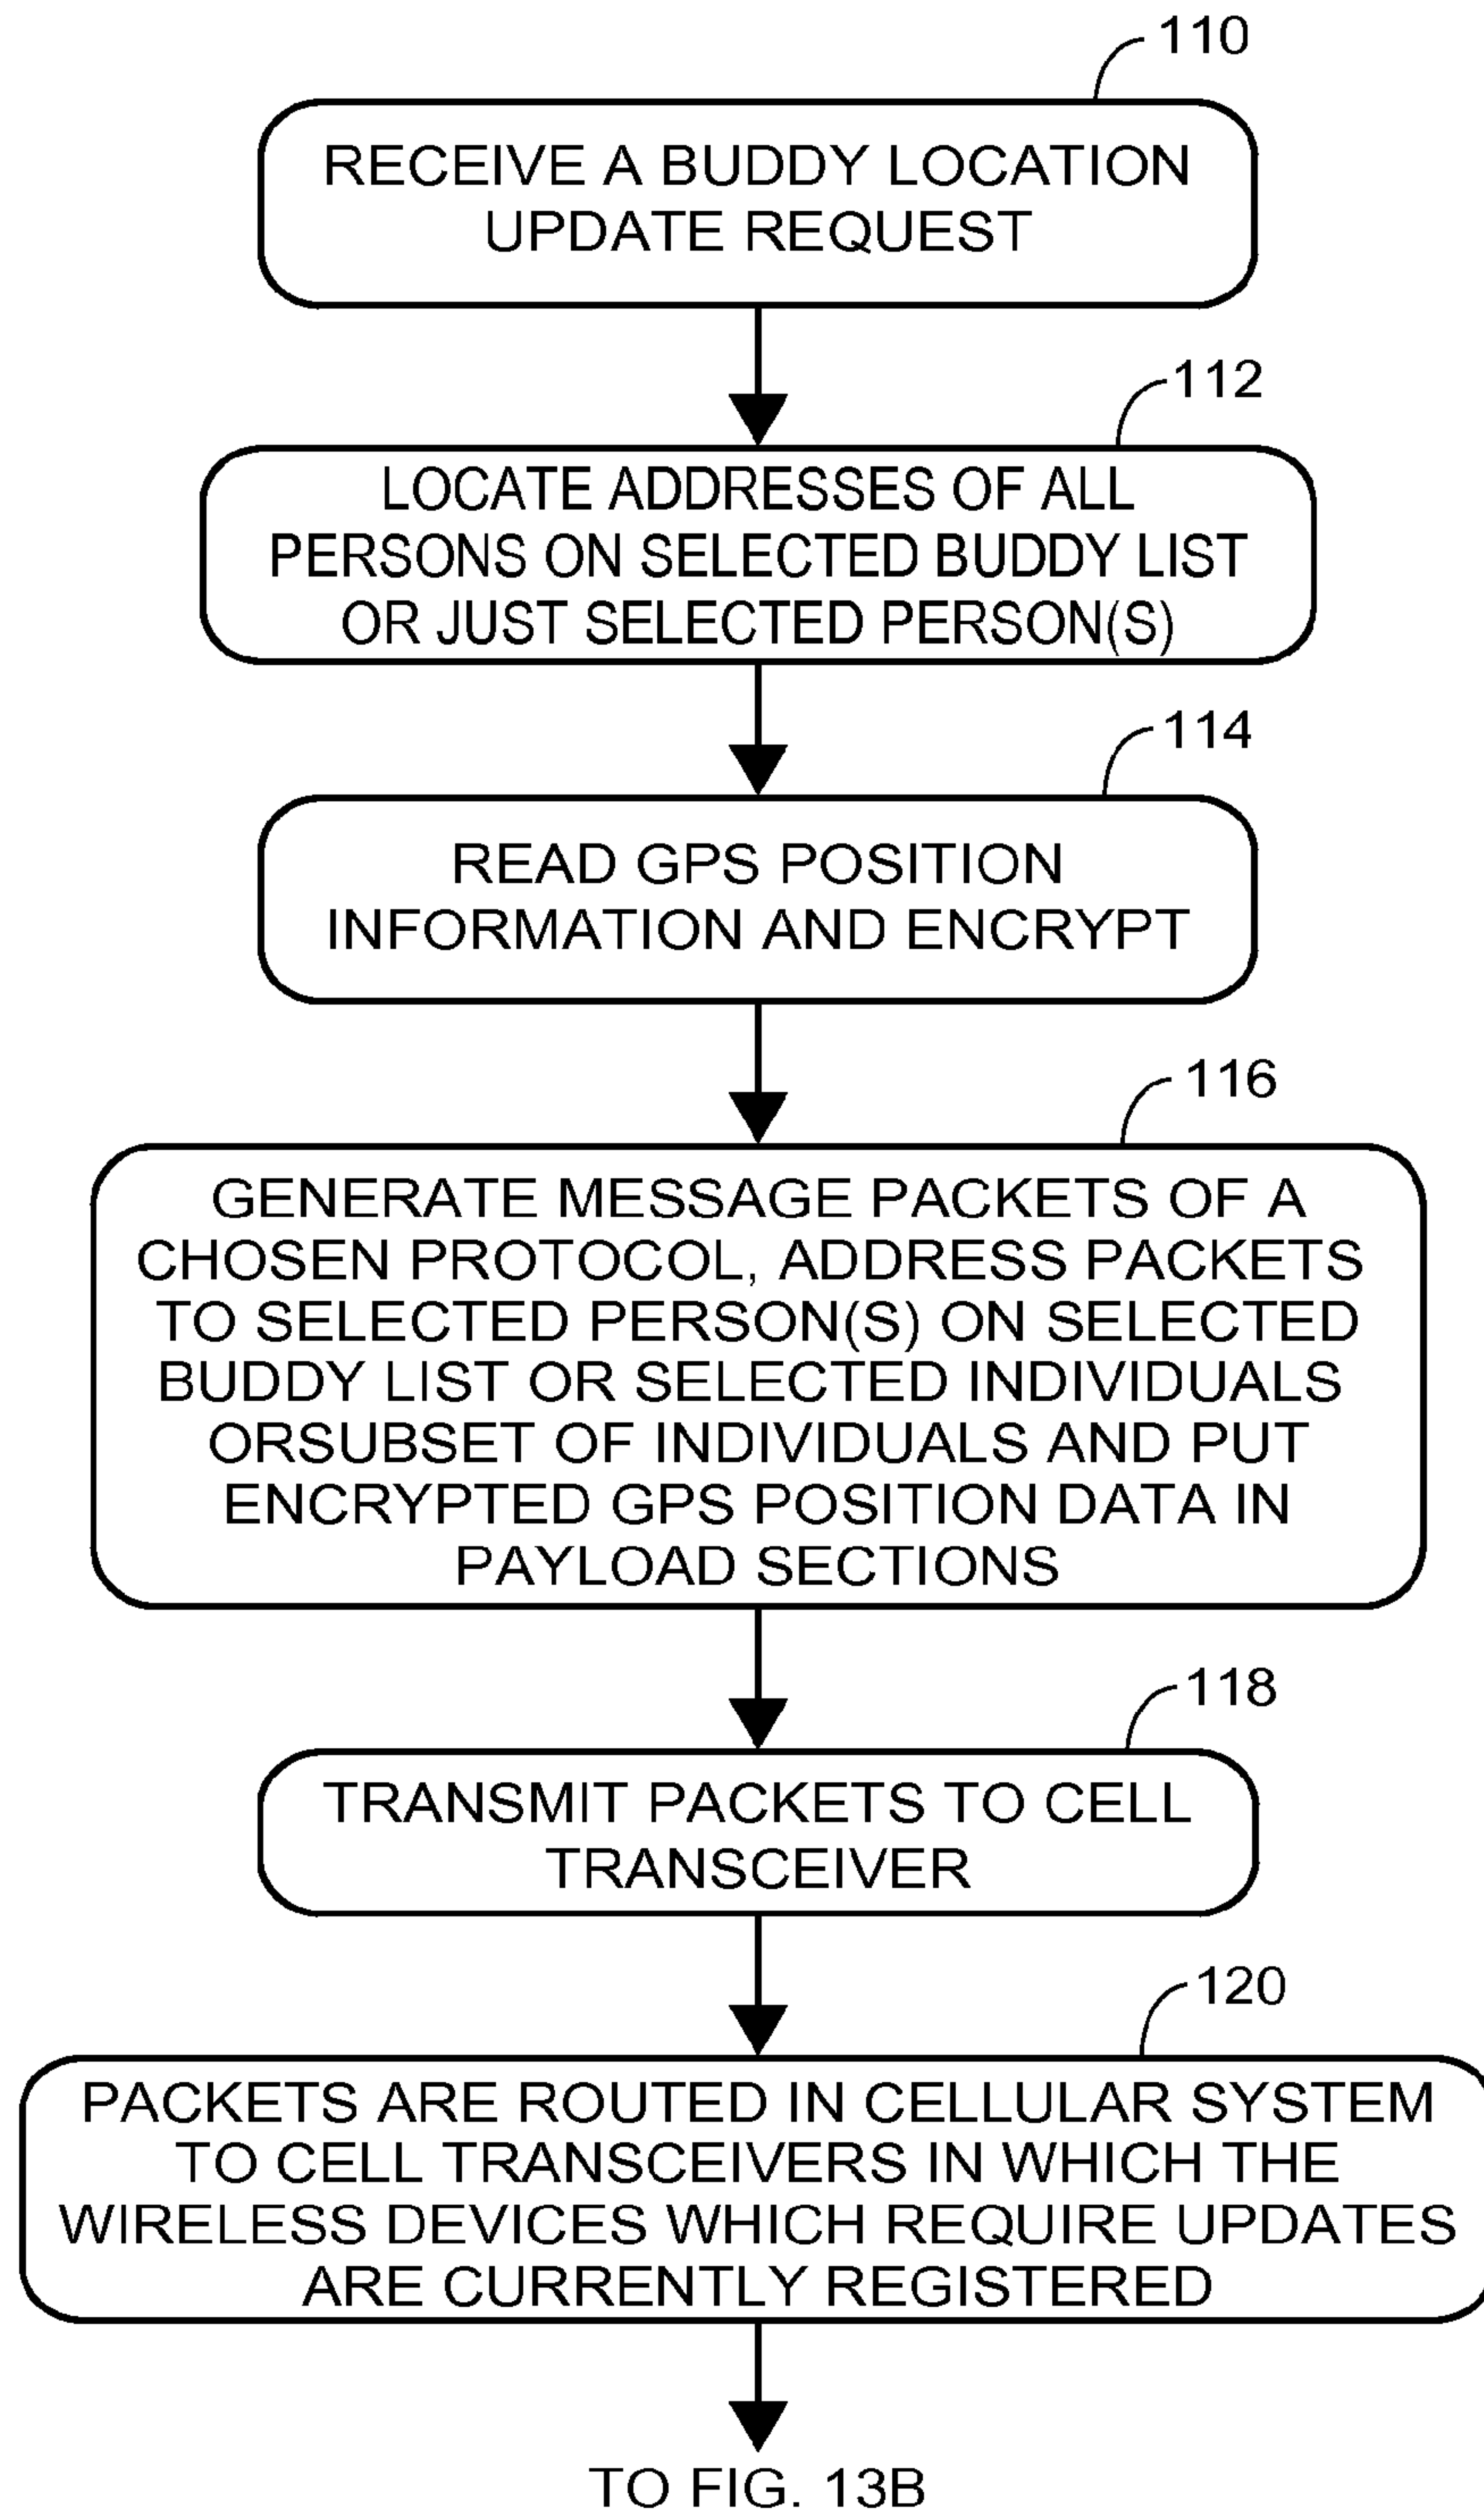 110
RECEIVE A BUDDY LOCATION
UPDATE REQUEST
112
LOCATE ADDRESSES OF ALL
PERSONS ON SELECTED BUDDY LIST
OR JUST SELECTED PERSON(S)
114
READ GPS POSITION
INFORMATION AND ENCRYPT
116
GENERATE MESSAGE PACKETS OF A
CHOSEN PROTOCOL, ADDRESS PACKETS
TO SELECTED PERSON(S) ON SELECTED
BUDDY LIST OR SELECTED INDIVIDUALS
ORSUBSET OF INDIVIDUALS AND PUT
ENCRYPTED GPS POSITION DATA IN
PAYLOAD SECTIONS
118
TRANSMIT PACKETS TO CELL
TRANSCEIVER
120
PACKETS ARE ROUTED IN CELLULAR SYSTEM
TO CELL TRANSCEIVERS IN WHICH THE
WIRELESS DEVICES WHICH REQUIRE UPDATES
ARE CURRENTLY REGISTERED
TO FIG. 13B